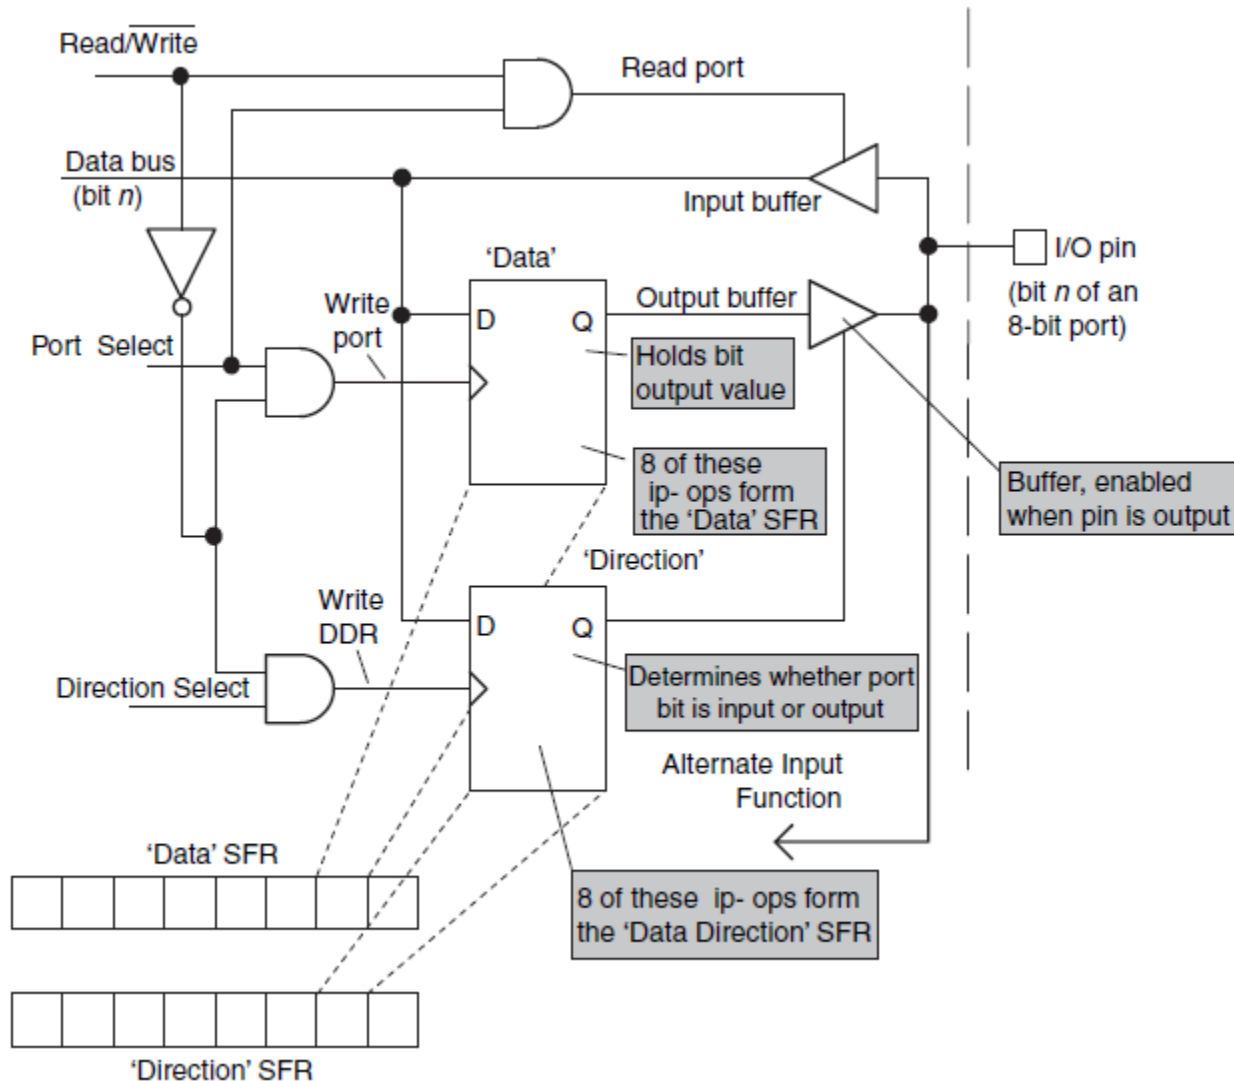 Read/Write
Read port
Data bus
(bit n)
Input buffer
I/O pin
(bit n of an
8-bit port)
'Data'
Write
port
D
Q
Output buffer
Port Select
Holds bit
output value
8 of these
ip- ops form
the 'Data' SFR
Buffer, enabled
when pin is output
'Direction'
Write
DDR
D
Q
Direction Select
Determines whether port
bit is input or output
Alternate Input
Function
'Data' SFR
8 of these ip- ops form
the 'Data Direction' SFR
'Direction' SFR